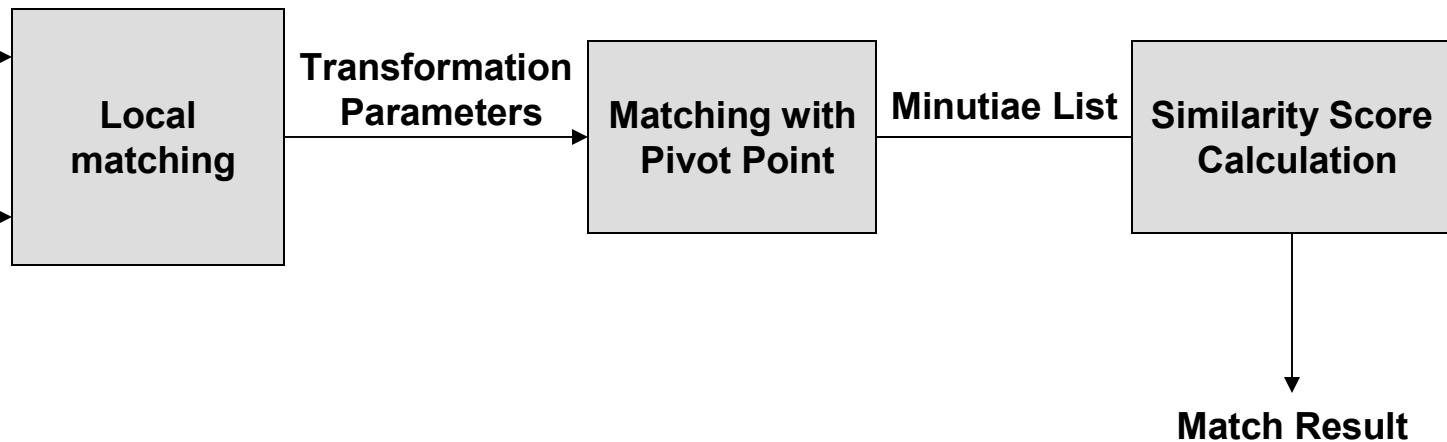 Local
matching
Transformation
Parameters
Matching with
Pivot Point
Minutiae List
Similarity Score
Calculation
Match Result